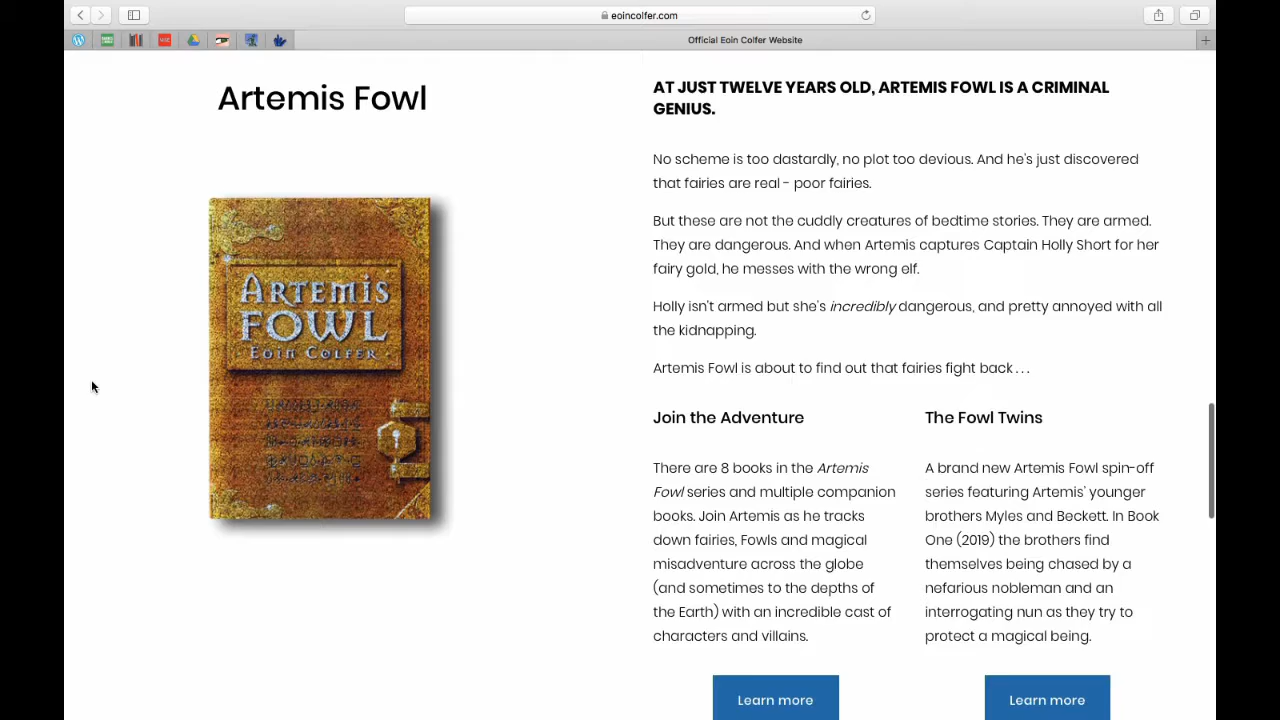 eoincolfer.com
Official Eoin Colfer Website
Artemis Fowl
ARTEMIS
FOWL
EOIN COLFER
AT JUST TWELVE YEARS OLD, ARTEMIS FOWL IS A CRIMINAL
GENIUS.
No scheme is too dastardly, no plot too devious. And he's just discovered
that fairies are real - poor fairies.
But these are not the cuddly creatures of bedtime stories. They are armed.
They are dangerous. And when Artemis captures Captain Holly Short for her
fairy gold, he messes with the wrong elf.
Holly isn't armed but she's incredibly dangerous, and pretty annoyed with all
the kidnapping.
Artemis Fowl is about to find out that fairies fight back . . .
Join the Adventure
There are 8 books in the Artemis
Fowl series and multiple companion
books. Join Artemis as he tracks
down fairies, Fowls and magical
misadventure across the globe
(and sometimes to the depths of
the Earth) with an incredible cast of
characters and villains.
Learn more
The Fowl Twins
A brand new Artemis Fowl spin-off
series featuring Artemis' younger
brothers Myles and Beckett. In Book
One (2019) the brothers find
themselves being chased by a
nefarious nobleman and an
interrogating nun as they try to
protect a magical being.
Learn more